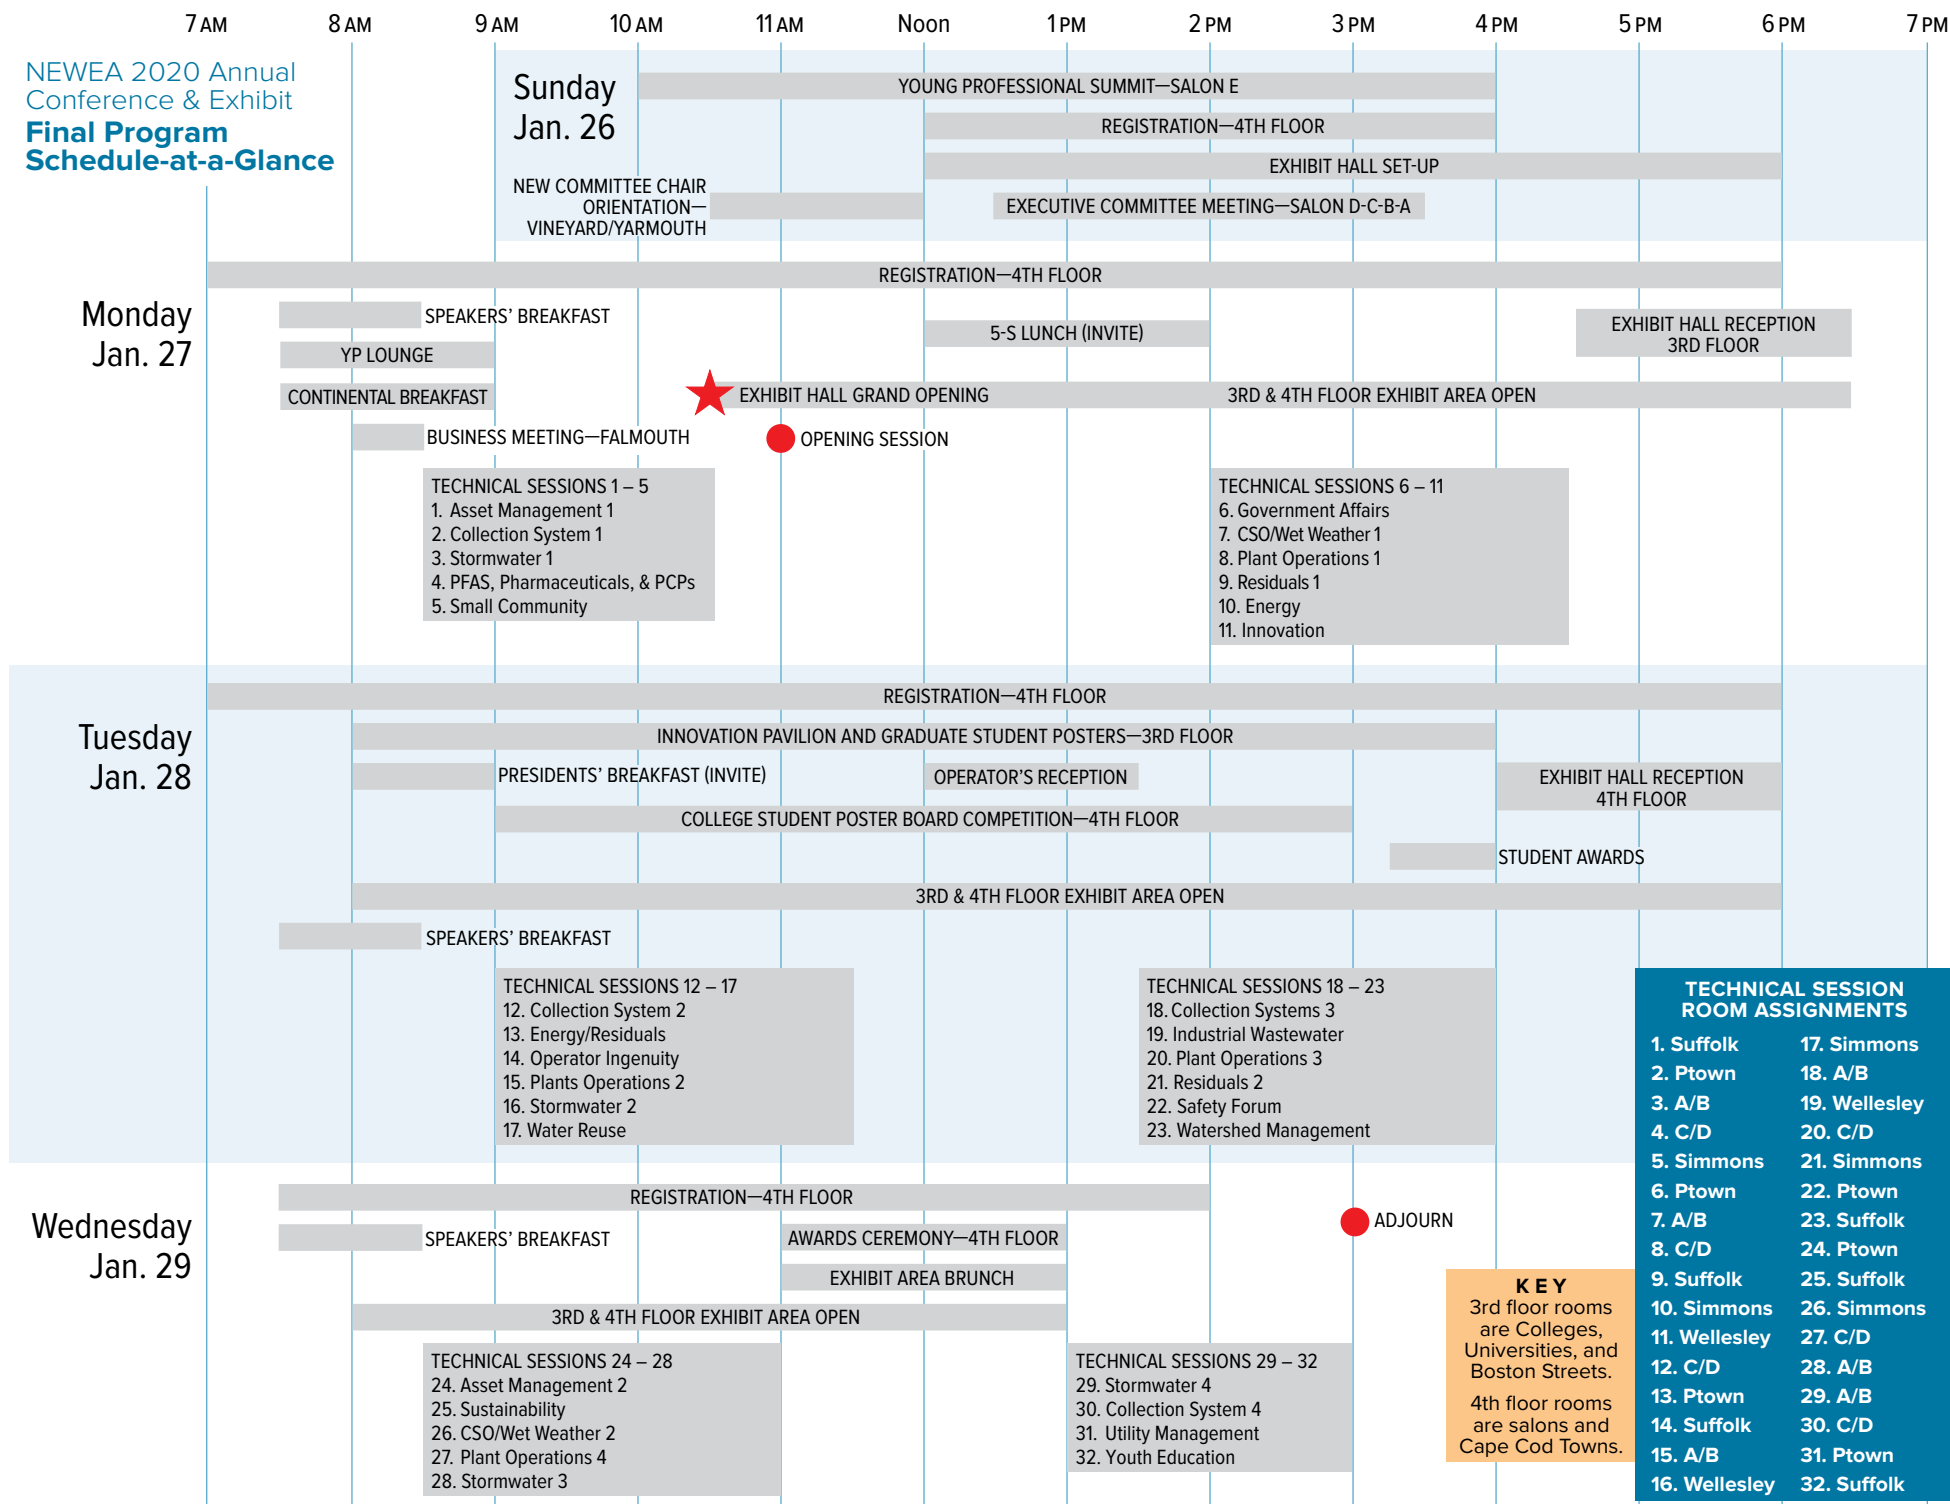 7 AM 8 AM 9 AM 10 AM 11 AM Noon 1 PM 2 PM 3 PM 4 PM 5 PM 6 PM 7 PM
NEWEA 2020 Annual
Conference & Exhibit
Final Program
Schedule-at-a-Glance
Sunday
Jan. 26
YOUNG PROFESSIONAL SUMMIT—SALON E
REGISTRATION—4TH FLOOR
EXHIBIT HALL SET-UP
NEW COMMITTEE CHAIR
ORIENTATION—
VINEYARD/YARMOUTH
EXECUTIVE COMMITTEE MEETING—SALON D-C-B-A
Monday
Jan. 27
REGISTRATION—4TH FLOOR
SPEAKERS' BREAKFAST
5-S LUNCH (INVITE)
EXHIBIT HALL RECEPTION
3RD FLOOR
YP LOUNGE
CONTINENTAL BREAKFAST
EXHIBIT HALL GRAND OPENING
3RD & 4TH FLOOR EXHIBIT AREA OPEN
BUSINESS MEETING—FALMOUTH
OPENING SESSION
TECHNICAL SESSIONS 1 – 5
1. Asset Management 1
2. Collection System 1
3. Stormwater 1
4. PFAS, Pharmaceuticals, & PCPs
5. Small Community
TECHNICAL SESSIONS 6 – 11
6. Government Affairs
7. CSO/Wet Weather 1
8. Plant Operations 1
9. Residuals 1
10. Energy
11. Innovation
Tuesday
Jan. 28
REGISTRATION—4TH FLOOR
INNOVATION PAVILION AND GRADUATE STUDENT POSTERS—3RD FLOOR
PRESIDENTS' BREAKFAST (INVITE)
OPERATOR'S RECEPTION
EXHIBIT HALL RECEPTION
4TH FLOOR
COLLEGE STUDENT POSTER BOARD COMPETITION—4TH FLOOR
STUDENT AWARDS
3RD & 4TH FLOOR EXHIBIT AREA OPEN
SPEAKERS' BREAKFAST
TECHNICAL SESSIONS 12 – 17
12. Collection System 2
13. Energy/Residuals
14. Operator Ingenuity
15. Plants Operations 2
16. Stormwater 2
17. Water Reuse
TECHNICAL SESSIONS 18 – 23
18. Collection Systems 3
19. Industrial Wastewater
20. Plant Operations 3
21. Residuals 2
22. Safety Forum
23. Watershed Management
Wednesday
Jan. 29
REGISTRATION—4TH FLOOR
SPEAKERS' BREAKFAST
AWARDS CEREMONY—4TH FLOOR
ADJOURN
EXHIBIT AREA BRUNCH
3RD & 4TH FLOOR EXHIBIT AREA OPEN
TECHNICAL SESSIONS 24 – 28
24. Asset Management 2
25. Sustainability
26. CSO/Wet Weather 2
27. Plant Operations 4
28. Stormwater 3
TECHNICAL SESSIONS 29 – 32
29. Stormwater 4
30. Collection System 4
31. Utility Management
32. Youth Education
KEY
3rd floor rooms
are Colleges,
Universities, and
Boston Streets.
4th floor rooms
are salons and
Cape Cod Towns.
TECHNICAL SESSION
ROOM ASSIGNMENTS
1. Suffolk
2. Ptown
3. A/B
4. C/D
5. Simmons
6. Ptown
7. A/B
8. C/D
9. Suffolk
10. Simmons
11. Wellesley
12. C/D
13. Ptown
14. Suffolk
15. A/B
16. Wellesley
17. Simmons
18. A/B
19. Wellesley
20. C/D
21. Simmons
22. Ptown
23. Suffolk
24. Ptown
25. Suffolk
26. Simmons
27. C/D
28. A/B
29. A/B
30. C/D
31. Ptown
32. Suffolk